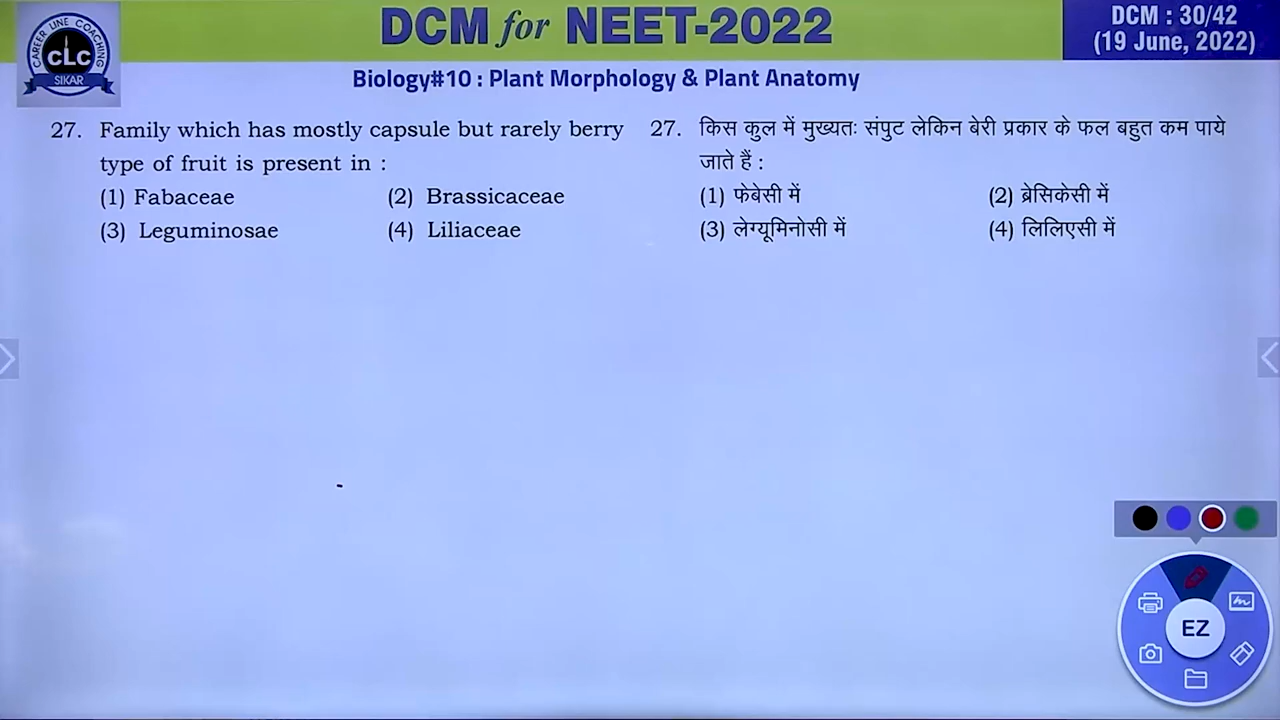 DCM for NEET-2022
DCM : 30/42
(19 June, 2022)
CAREER LINE COACHING
CLC
SIKAR
Biology#10 : Plant Morphology & Plant Anatomy
27. Family which has mostly capsule but rarely berry
type of fruit is present in :
(1) Fabaceae (2) Brassicaceae
(3) Leguminosae (4) Liliaceae
27. किस कुल में मुख्यतः संपुट लेकिन बेरी प्रकार के फल बहुत कम पाये
जाते हैं :
(1) फेबेसी में (2) ब्रेसिकेसी में
(3) लेग्यूमिनोसी में (4) लिलिएसी में
EZ